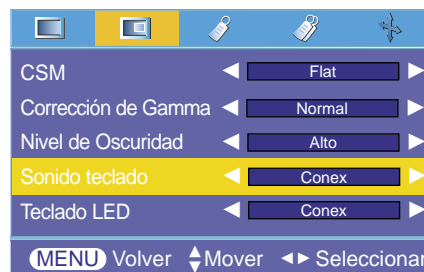 CSM Flat
Corrección de Gamma Normal
Nivel de Oscuridad Alto
Sonido teclado Conex
Teclado LED Conex
MENU Volver Mover Seleccionar